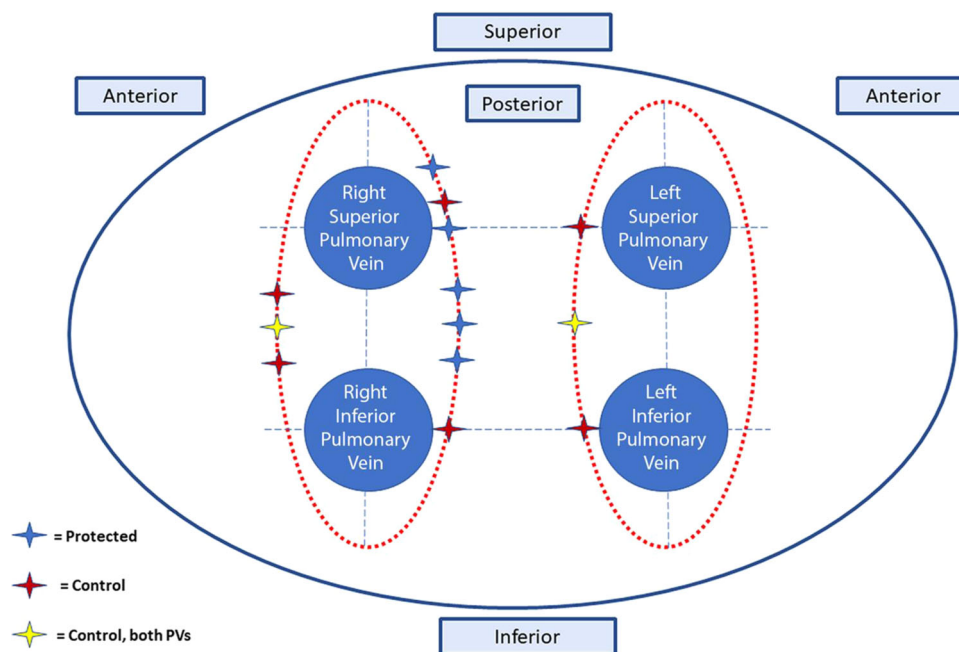 Superior
Anterior
Anterior
Posterior
Right
Superior
Pulmonary
Vein
Left
Superior
Pulmonary
Vein
Right
Inferior
Pulmonary
Vein
Left
Inferior
Pulmonary
Vein
= Protected
= Control
= Control, both PVs
Inferior